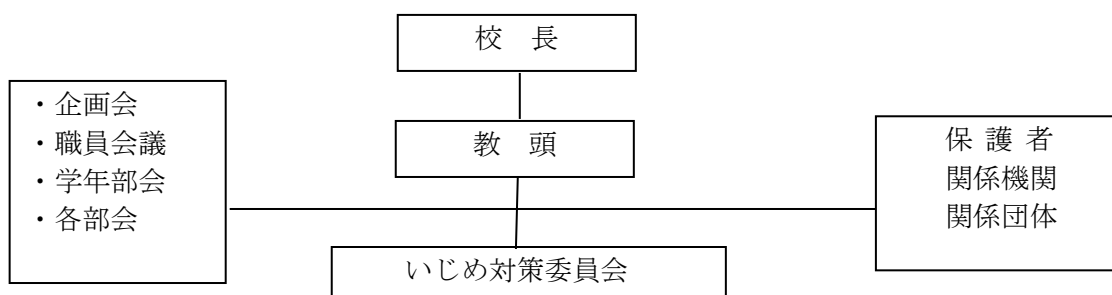 校　長
・企画会
・職員会議
・学年部会
・各部会
教　頭
保 護 者
関係機関
関係団体
いじめ対策委員会